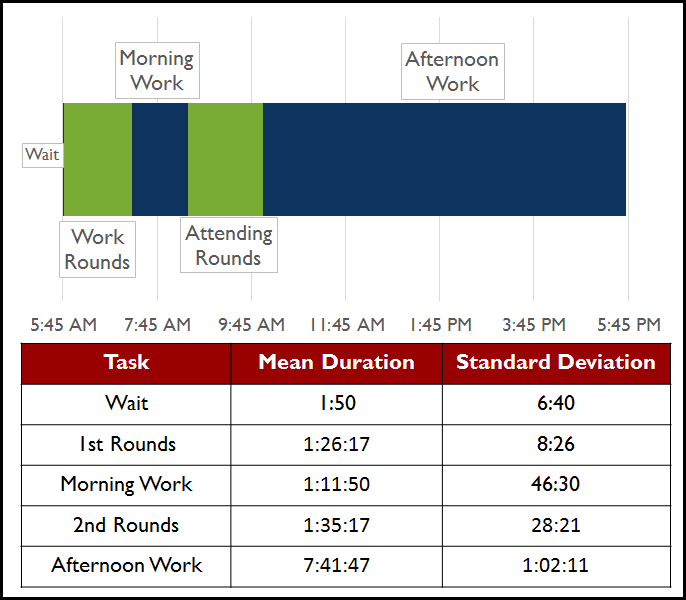 Morning
Work
Afternoon
Work
Wait
Work
Rounds
Attending
Rounds
5:45 AM 7:45 AM 9:45 AM 11:45 AM 1:45 PM 3:45 PM 5:45 PM
Task Mean Duration Standard Deviation
Wait 1:50 6:40
1st Rounds 1:26:17 8:26
Morning Work 1:11:50 46:30
2nd Rounds 1:35:17 28:21
Afternoon Work 7:41:47 1:02:11